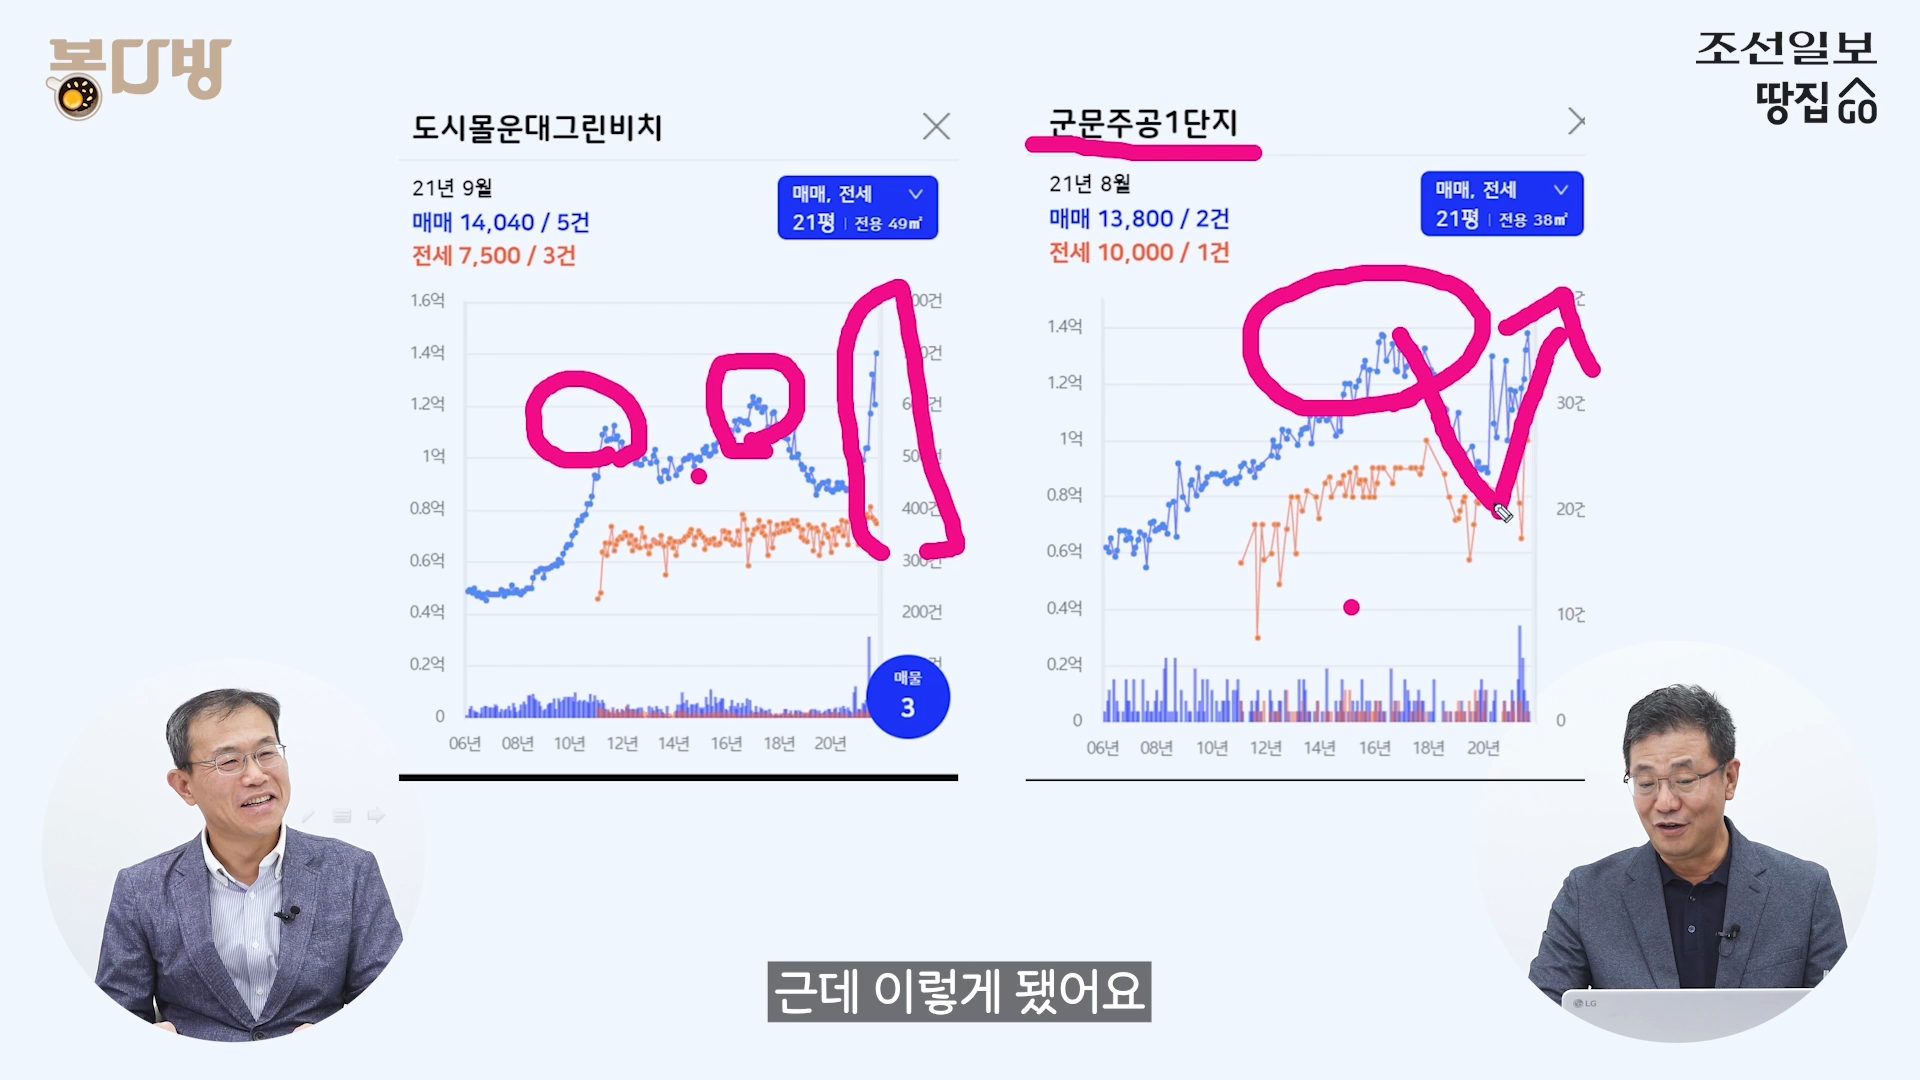 봉다방
조선일보
땅집GO
도시몰운대그린비치
21년 9월
매매 14,040 / 5건
전세 7,500 / 3건
매매, 전세
21평 | 전용 49㎡
1.6억
1.4억
1.2억
1억
0.8억
0.6억
0.4억
0.2억
0
400건
300건
200건
매물
3
06년 08년 10년 12년 14년 16년 18년 20년
군문주공1단지
21년 8월
매매 13,800 / 2건
전세 10,000 / 1건
매매, 전세
21평 | 전용 38㎡
1.4억
1.2억
1억
0.8억
0.6억
0.4억
0.2억
0
30건
20건
10건
0
06년 08년 10년 12년 14년 16년 18년 20년
LG
근데 이렇게 됐어요